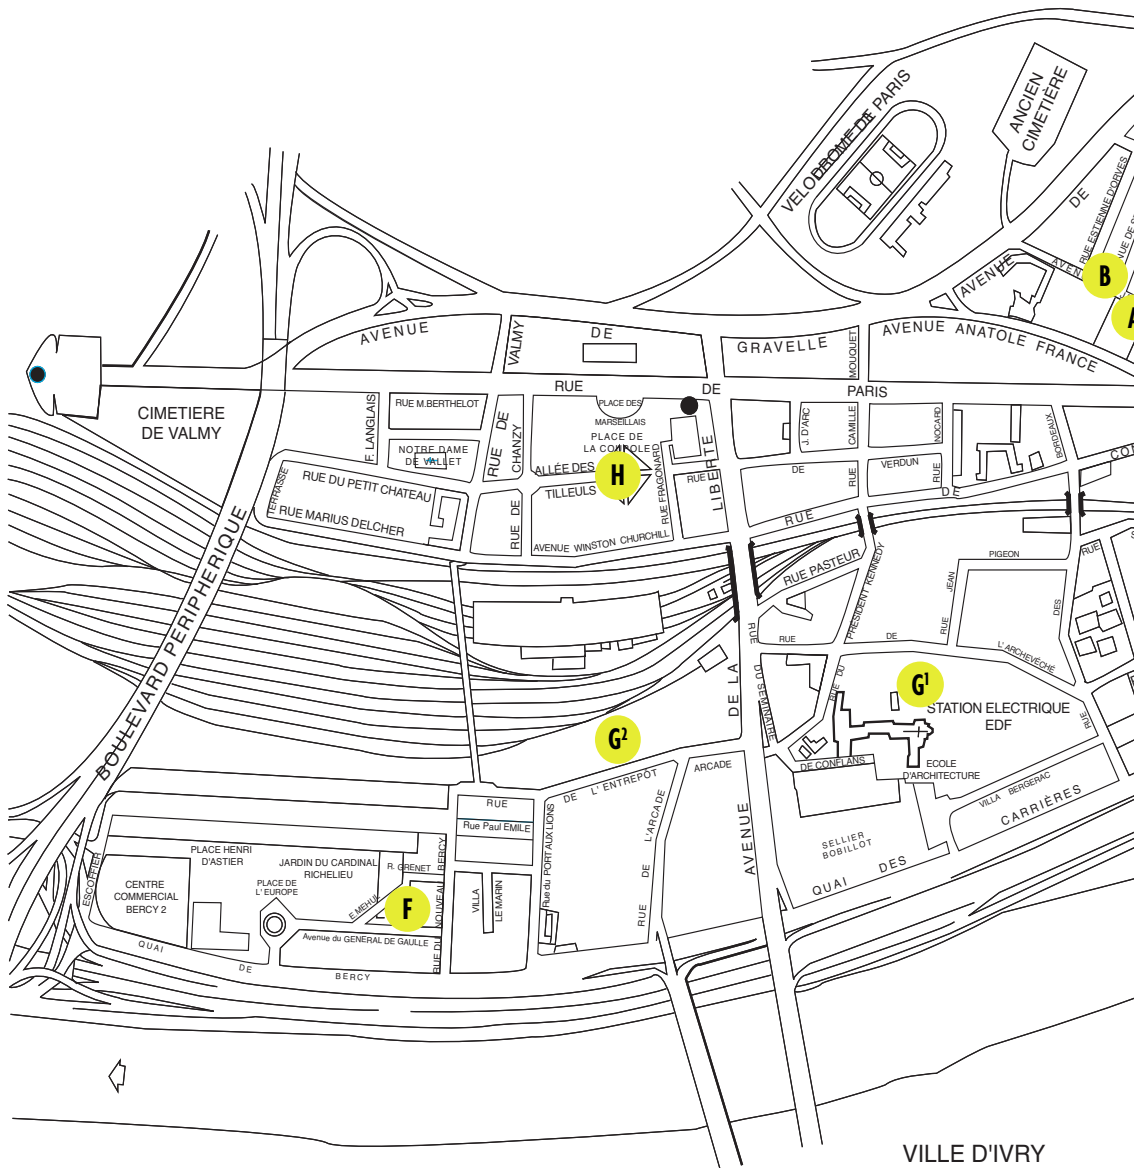 VELODROME DE PARIS
ANCIEN
CIMETIÈRE
DE
RUE ESTIENNE D'ORVES
AVENUE
B
A
AVENUE
DE
GRAVELLE
AVENUE ANATOLE FRANCE
VALMY
MOUQUET
RUE
DE
PARIS
CIMETIERE
DE VALMY
F. LANGLAIS
RUE M.BERTHELOT
RUE DE
CHANZY
PLACE DES
MARSEILLAIS
PLACE DE
LA COUPOLE
NOTRE DAME
DE VALLET
ALLÉE DES
TILLEULS
H
RUE FRAGONARD
RUE
LIBERTE
J. D'ARC
CAMILLE
RUE
NOCARD
RUE
DE
VERDUN
BORDEAUX
RUE
DE
TERRASSE
RUE DU PETIT CHATEAU
RUE MARIUS DELCHER
RUE DE
AVENUE WINSTON CHURCHILL
BOULEVARD PERIPHERIQUE
RUE PASTEUR
PRÉSIDENT KENNEDY
RUE DU
PIGEON
JEAN
RUE
RUE
DES
RUE
RUE
DE
L' ARCHEVÊCHÉ
RUE
DU SEMINAIRE
DE LA
AVENUE
G¹
STATION ELECTRIQUE
EDF
G²
ECOLE
D'ARCHITECTURE
DE CONFLANS
VILLA BERGERAC
QUAI DES CARRIÈRES
SELLIER
BOBILLOT
RUE
DE L' ENTREPÔT
ARCADE
RUE DE L'ARCADE
Rue Paul EMILE
Rue du PORT AUX LIONS
ESCOFFIER
PLACE HENRI
D'ASTIER
JARDIN DU CARDINAL
RICHELIEU
R. GRENET
RUE DU NOUVEAU BERCY
CENTRE
COMMERCIAL
BERCY 2
PLACE DE
L' EUROPE
E.MEHUL
F
VILLA
LE MARIN
Avenue du GENERAL DE GAULLE
QUAI
DE
BERCY
VILLE D'IVRY